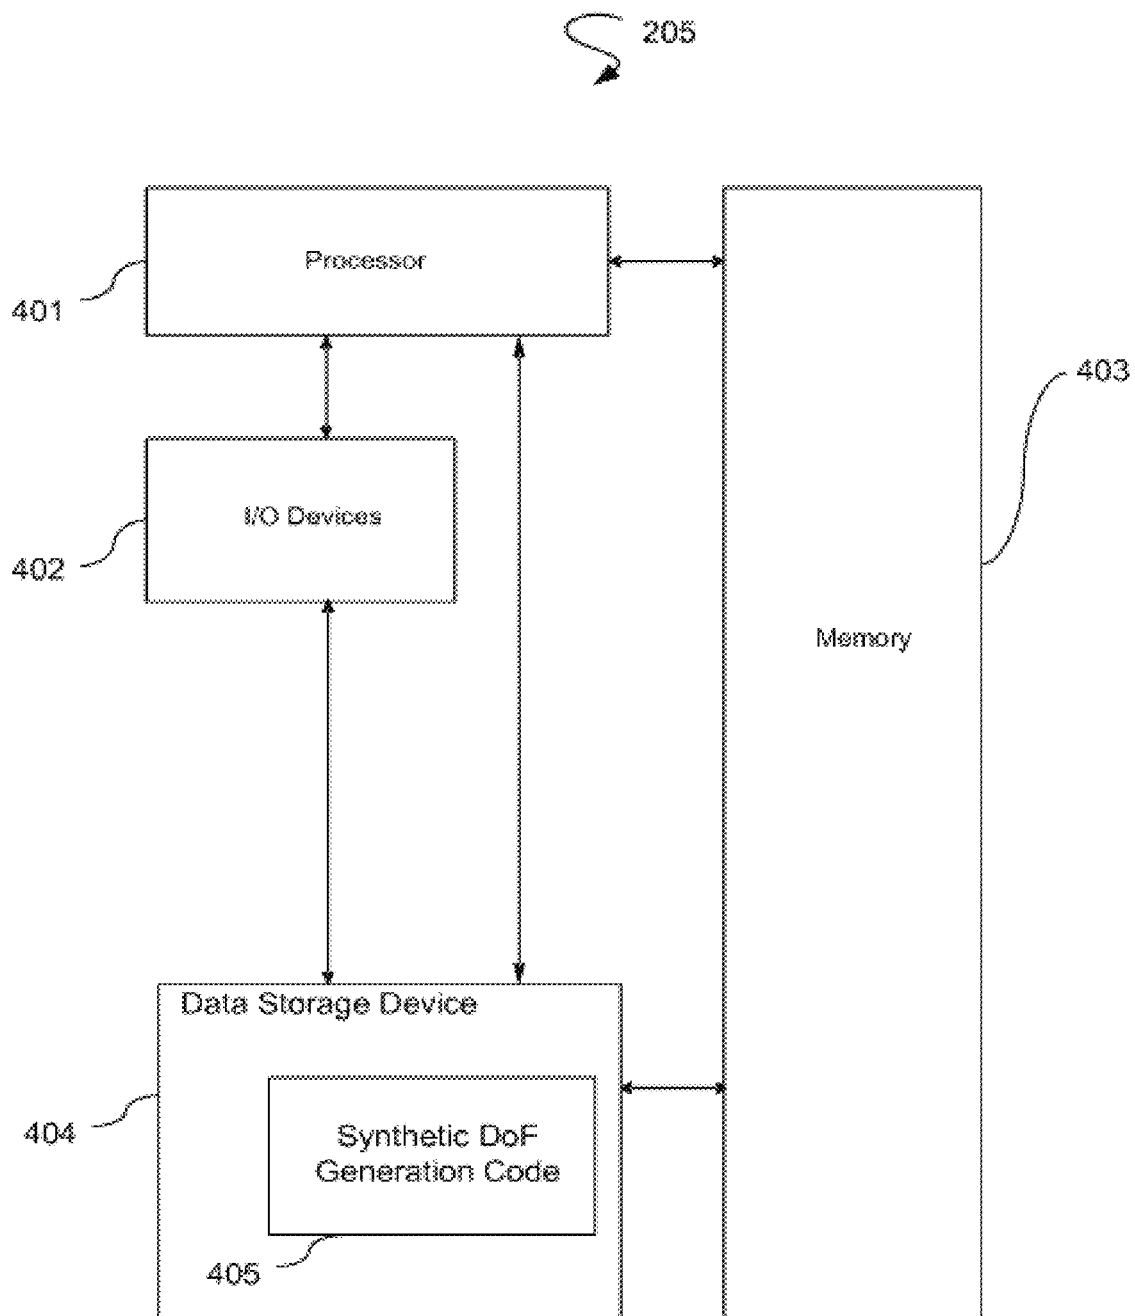 205
Processor
401
403
I/O Devices
402
Memory
Data Storage Device
404
Synthetic DoF
Generation Code
405